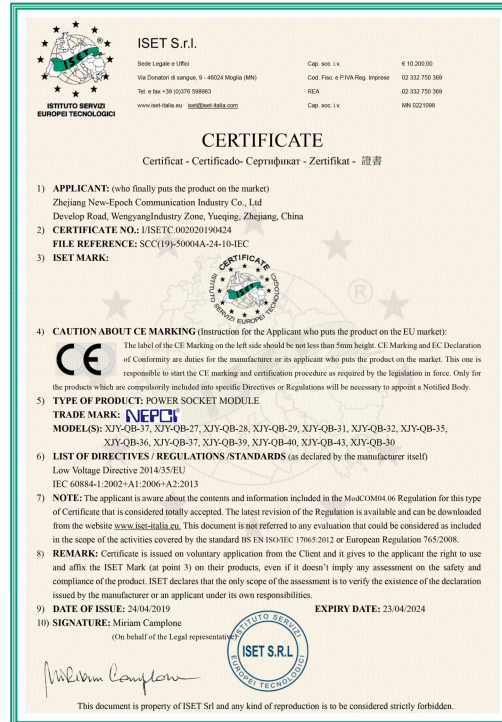 ISET S.r.l.
Sede Legale e Uffici
Via Donatori di sangue, 9 - 46024 Moglia (MN)
Tel. e fax +39 (0)376 598963
www.iset-italia.eu iset@iset-italia.com
Cap. soc. i.v. € 10.200,00
Cod. Fisc. e P.IVA Reg. Imprese 02 332 750 369
REA 02 332 750 369
Cap. soc. i.v. MN 0221098
ISET
ISTITUTO SERVIZI
EUROPEI TECNOLOGICI
CERTIFICATE
Certificat - Certificado- Сертификат - Zertifikat - 證書
1) APPLICANT: (who finally puts the product on the market)
Zhejiang New-Epoch Communication Industry Co., Ltd
Develop Road, WengyangIndustry Zone, Yueqing, Zhejiang, China
2) CERTIFICATE NO.: I/ISETC.002020190424
FILE REFERENCE: SCC(19)-50004A-24-10-IEC
3) ISET MARK:
CERTIFICATE
ISET
ISTITUTO SERVIZI EUROPEI TECNOLOGICI
®
4) CAUTION ABOUT CE MARKING (Instruction for the Applicant who puts the product on the EU market):
CE
The label of the CE Marking on the left side should be not less than 5mm height. CE Marking and EC Declaration
of Conformity are duties for the manufacturer or its applicant who puts the product on the market. This one is
responsible to start the CE marking and certification procedure as required by the legislation in force. Only for
the products which are compulsorily included into specific Directives or Regulations will be necessary to appoint a Notified Body.
5) TYPE OF PRODUCT: POWER SOCKET MODULE
TRADE MARK: NEPCI®
MODEL(S): XJY-QB-37, XJY-QB-27, XJY-QB-28, XJY-QB-29, XJY-QB-31, XJY-QB-32, XJY-QB-35,
XJY-QB-36, XJY-QB-37, XJY-QB-39, XJY-QB-40, XJY-QB-43, XJY-QB-30
6) LIST OF DIRECTIVES / REGULATIONS /STANDARDS (as declared by the manufacturer itself)
Low Voltage Directive 2014/35/EU
IEC 60884-1:2002+A1:2006+A2:2013
7) NOTE: The applicant is aware about the contents and information included in the ModCOM04.06 Regulation for this type
of Certificate that is considered totally accepted. The latest revision of the Regulation is available and can be downloaded
from the website www.iset-italia.eu. This document is not referred to any evaluation that could be considered as included
in the scope of the activities covered by the standard BS EN ISO/IEC 17065:2012 or European Regulation 765/2008.
8) REMARK: Certificate is issued on voluntary application from the Client and it gives to the applicant the right to use
and affix the ISET Mark (at point 3) on their products, even if it doesn't imply any assessment on the safety and
compliance of the product. ISET declares that the only scope of the assessment is to verify the existence of the declaration
issued by the manufacturer or an applicant under its own responsibilities.
9) DATE OF ISSUE: 24/04/2019 EXPIRY DATE: 23/04/2024
10) SIGNATURE: Miriam Camplone
(On behalf of the Legal representative)
ISTITUTO SERVIZI EUROPEI TECNOLOGICI
ISET S.R.L
Miriam Camplone
This document is property of ISET Srl and any kind of reproduction is to be considered strictly forbidden.